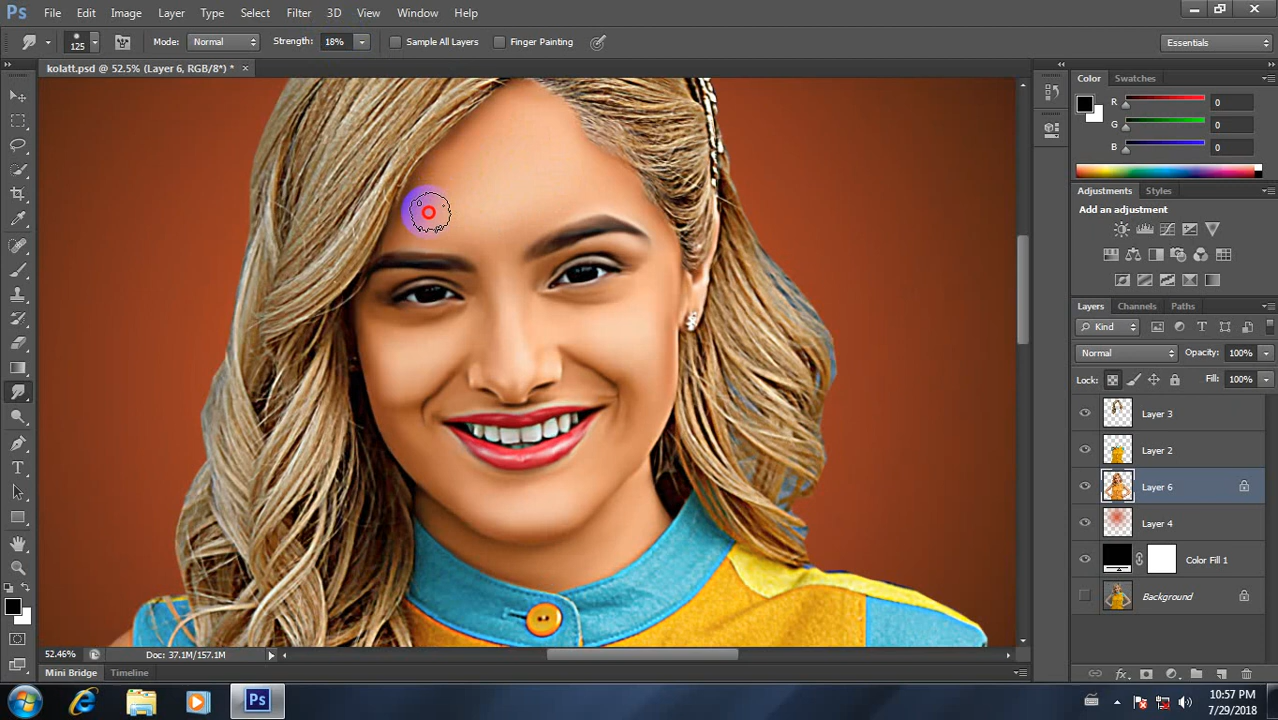 Ps File Edit Image Layer Type Select Filter 3D View Window Help
125 Mode: Normal Strength: 18% Sample All Layers Finger Painting Essentials
kolatt.psd @ 52.5% (Layer 6, RGB/8*) * ×
Color Swatches
R 0
G 0
B 0
Adjustments Styles
Add an adjustment
Layers Channels Paths
Kind
Normal Opacity: 100%
Lock: Fill: 100%
Layer 3
Layer 2
Layer 6
Layer 4
Color Fill 1
Background
52.46% Doc: 37.1M/157.1M
Mini Bridge Timeline
Ps
10:57 PM
7/29/2018